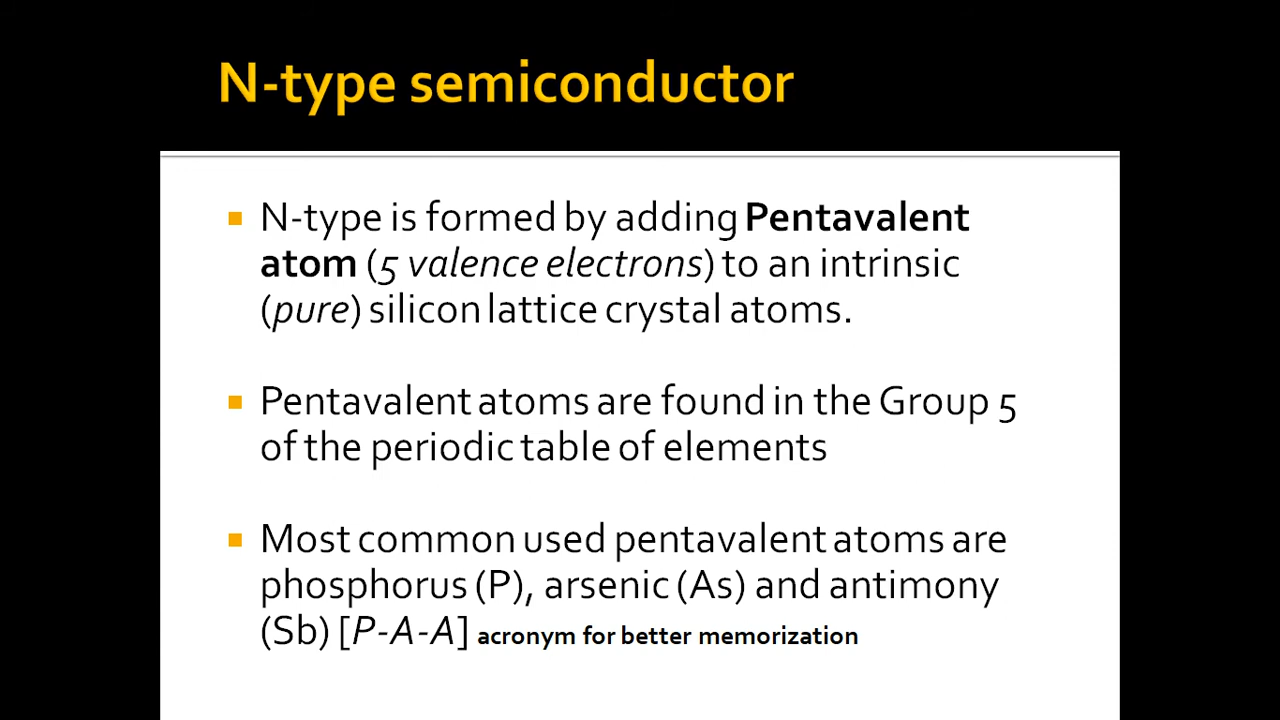 N-type semiconductor
N-type is formed by adding Pentavalent
atom (5 valence electrons) to an intrinsic
(pure) silicon lattice crystal atoms.
Pentavalent atoms are found in the Group 5
of the periodic table of elements
Most common used pentavalent atoms are
phosphorus (P), arsenic (As) and antimony
(Sb) [P-A-A] acronym for better memorization